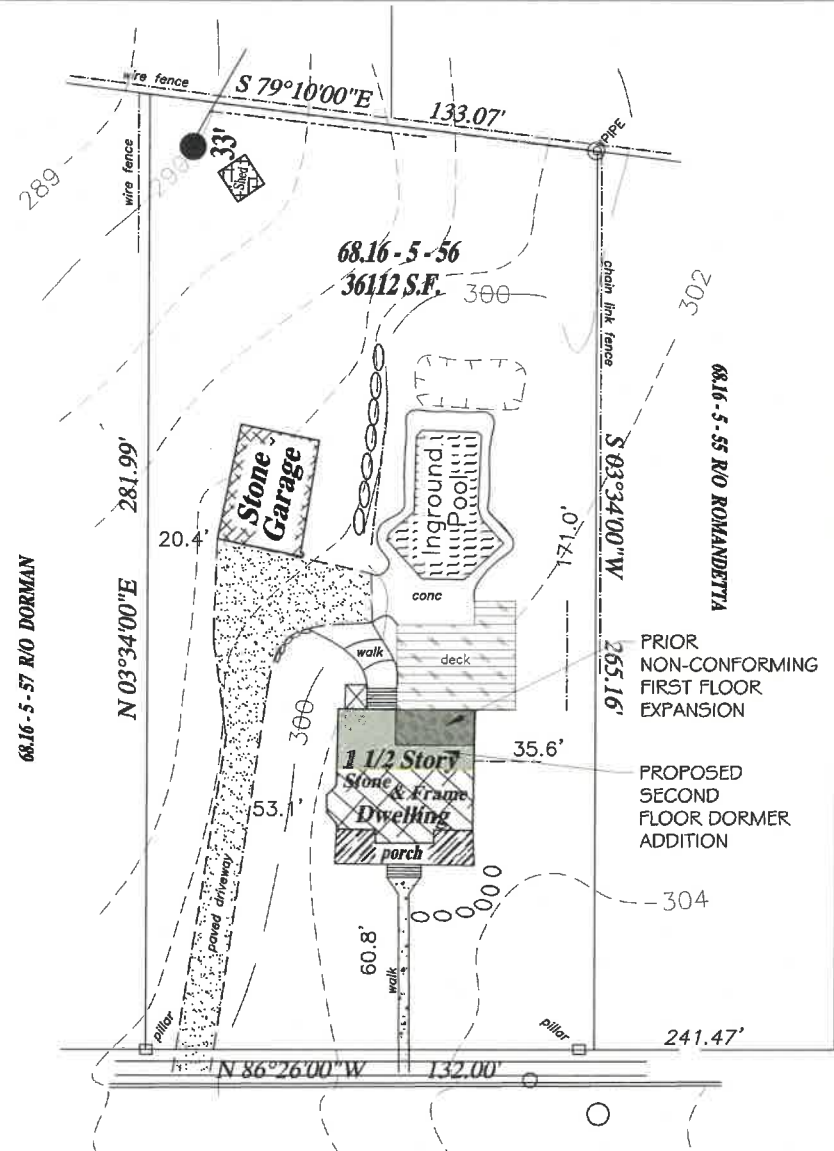 wire fence
S 79°10'00"E
133.07'
PIPE
wire fence
33'
Shed
289
290
68.16 - 5 - 56
36112 S.F.
300
302
chain link fence
68.16 - 5 - 55 R/O ROMANDETTA
281.99'
Stone
Garage
Inground
Pool
S 03°34'00"W
171.0'
20.4'
conc
N 03°34'00"E
68.16 - 5 - 57 R/O DORMAN
walk
deck
265.16'
PRIOR
NON-CONFORMING
FIRST FLOOR
EXPANSION
300
1 1/2 Story
35.6'
Stone & Frame
Dwelling
53.1'
PROPOSED
SECOND
FLOOR DORMER
ADDITION
porch
paved driveway
304
60.8'
walk
pillar
pillar
241.47'
N 86°26'00"W
132.00'